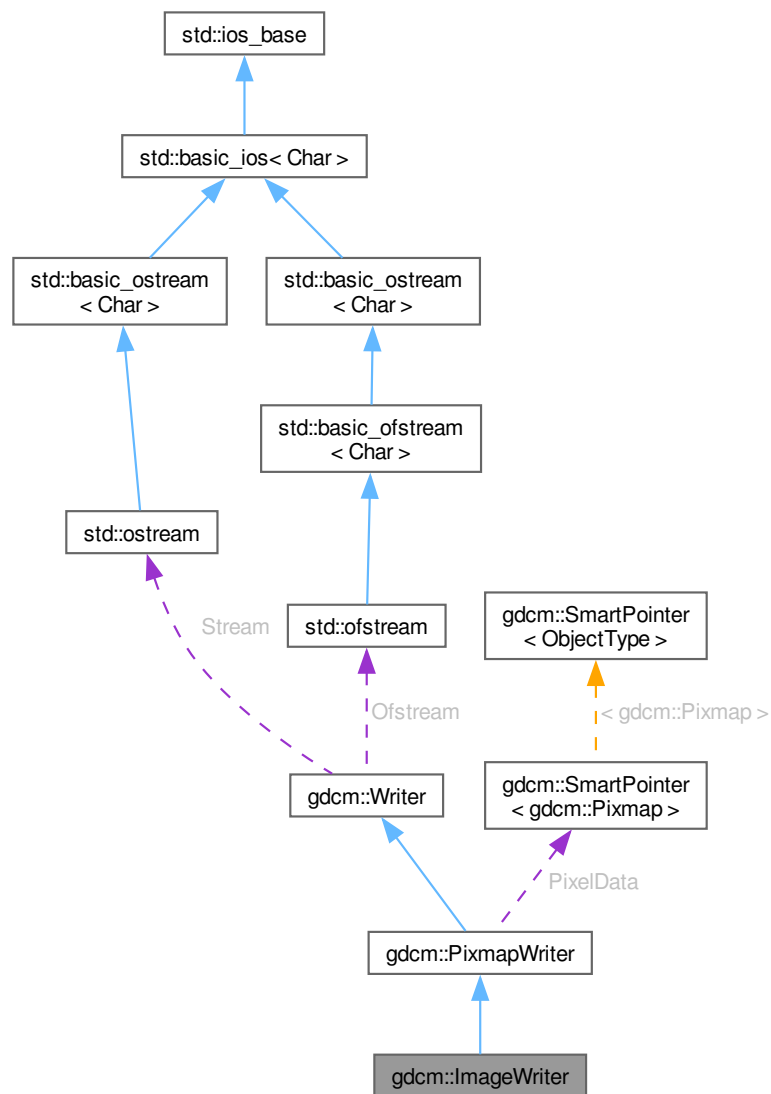 std::ios_base
std::basic_ios< Char >
std::basic_ostream
< Char >
std::basic_ostream
< Char >
std::basic_ofstream
< Char >
std::ostream
std::ofstream
gdcm::SmartPointer
< ObjectType >
Stream
Ofstream
< gdcm::Pixmap >
gdcm::Writer
gdcm::SmartPointer
< gdcm::Pixmap >
PixelData
gdcm::PixmapWriter
gdcm::ImageWriter